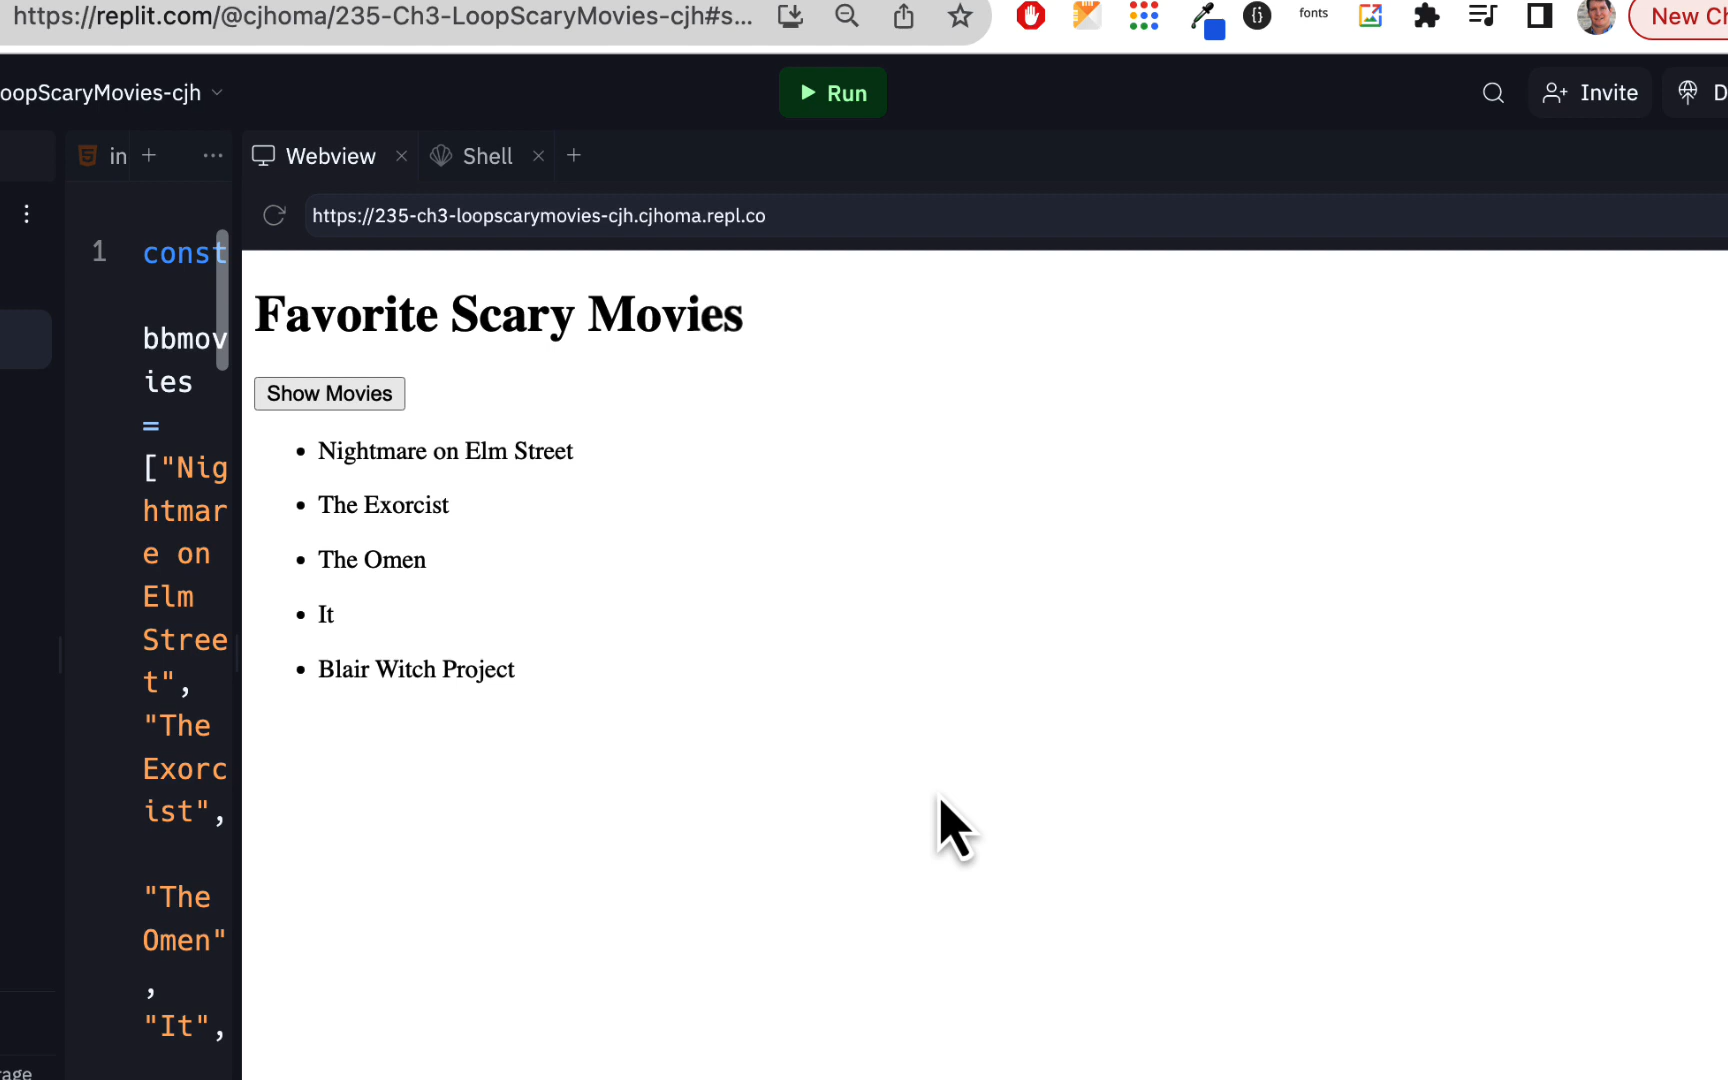 https://replit.com/@cjhoma/235-Ch3-LoopScaryMovies-cjh#s...
fonts
New Ch
oopScaryMovies-cjh
Run
Invite
D
in
Webview
Shell
https://235-ch3-loopscarymovies-cjh.cjhoma.repl.co
1
const
bbmov
ies
=
["Nig
htmar
e on
Elm
Stree
t",
"The
Exorc
ist",
"The
Omen"
,
"It",
rage
Favorite Scary Movies
Show Movies
• Nightmare on Elm Street
• The Exorcist
• The Omen
• It
• Blair Witch Project